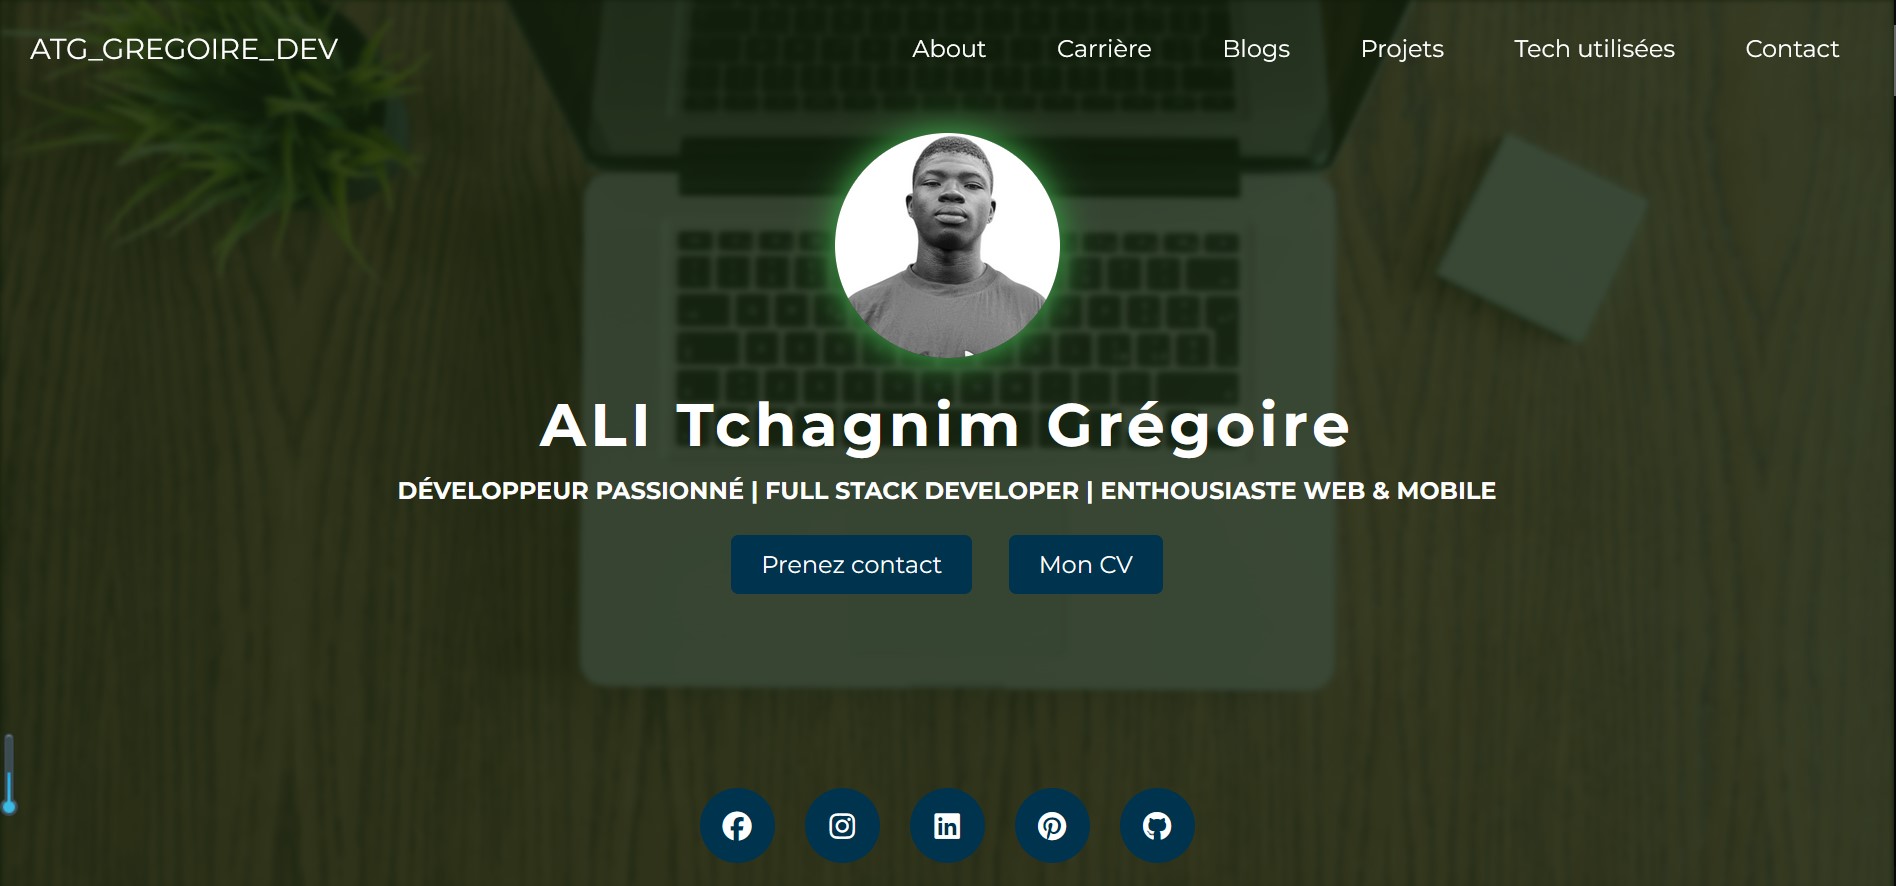 ATG_GREGOIRE_DEV
About Carrière Blogs Projets Tech utilisées Contact
ALI Tchagnim Grégoire
DÉVELOPPEUR PASSIONNÉ | FULL STACK DEVELOPER | ENTHOUSIASTE WEB & MOBILE
Prenez contact
Mon CV